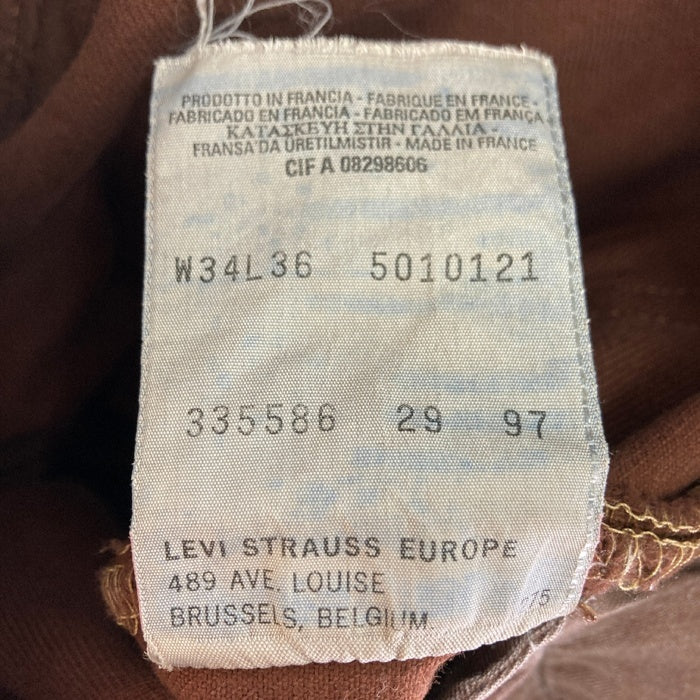 PRODOTTO IN FRANCIA - FABRIQUE EN FRANCE -
FABRICADO EN FRANCIA - FABRICADO EM FRANÇA
ΚΑΤΑΣΚΕΥΗ ΣΤΗΝ ΓΑΛΛΙΑ -
FRANSA'DA ÜRETILMISTIR - MADE IN FRANCE
CIF A 08298606
W34L36 5010121
335586 29 97
LEVI STRAUSS EUROPE
489 AVE. LOUISE
BRUSSELS, BELGIUM